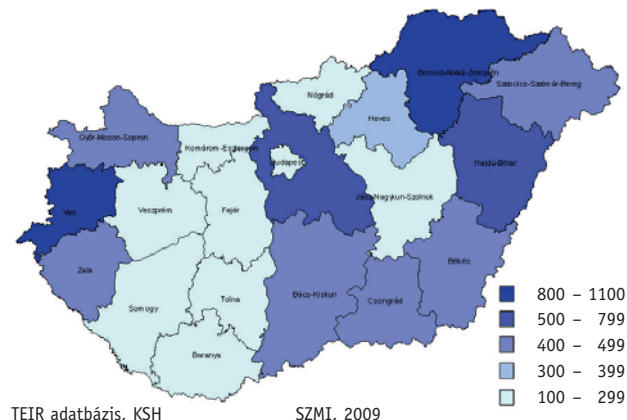 Borsod-Abaúj-Zemplén
Szabolcs-Szatmár-Bereg
Nógrád
Heves
Győr-Moson-Sopron
Komárom-Esztergom
Budapest
Hajdú-Bihar
Jász-Nagykun-Szolnok
Vas
Veszprém
Fejér
Zala
Békés
Somogy
Tolna
Bács-Kiskun
Csongrád
Baranya
800 – 1100
500 – 799
400 – 499
300 – 399
100 – 299
TEIR adatbázis, KSH SZMI, 2009